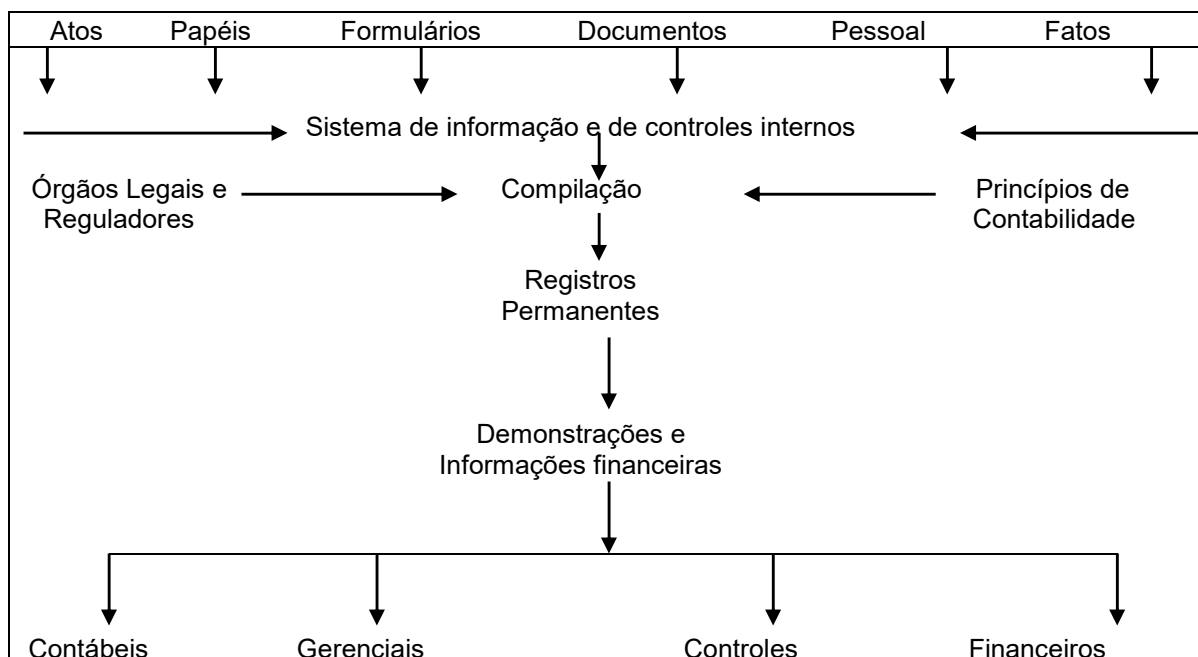 Atos Papéis Formulários Documentos Pessoal Fatos
Sistema de informação e de controles internos
Órgãos Legais e
Reguladores
Compilação
Princípios de
Contabilidade
Registros
Permanentes
Demonstrações e
Informações financeiras
Contábeis Gerenciais Controles Financeiros